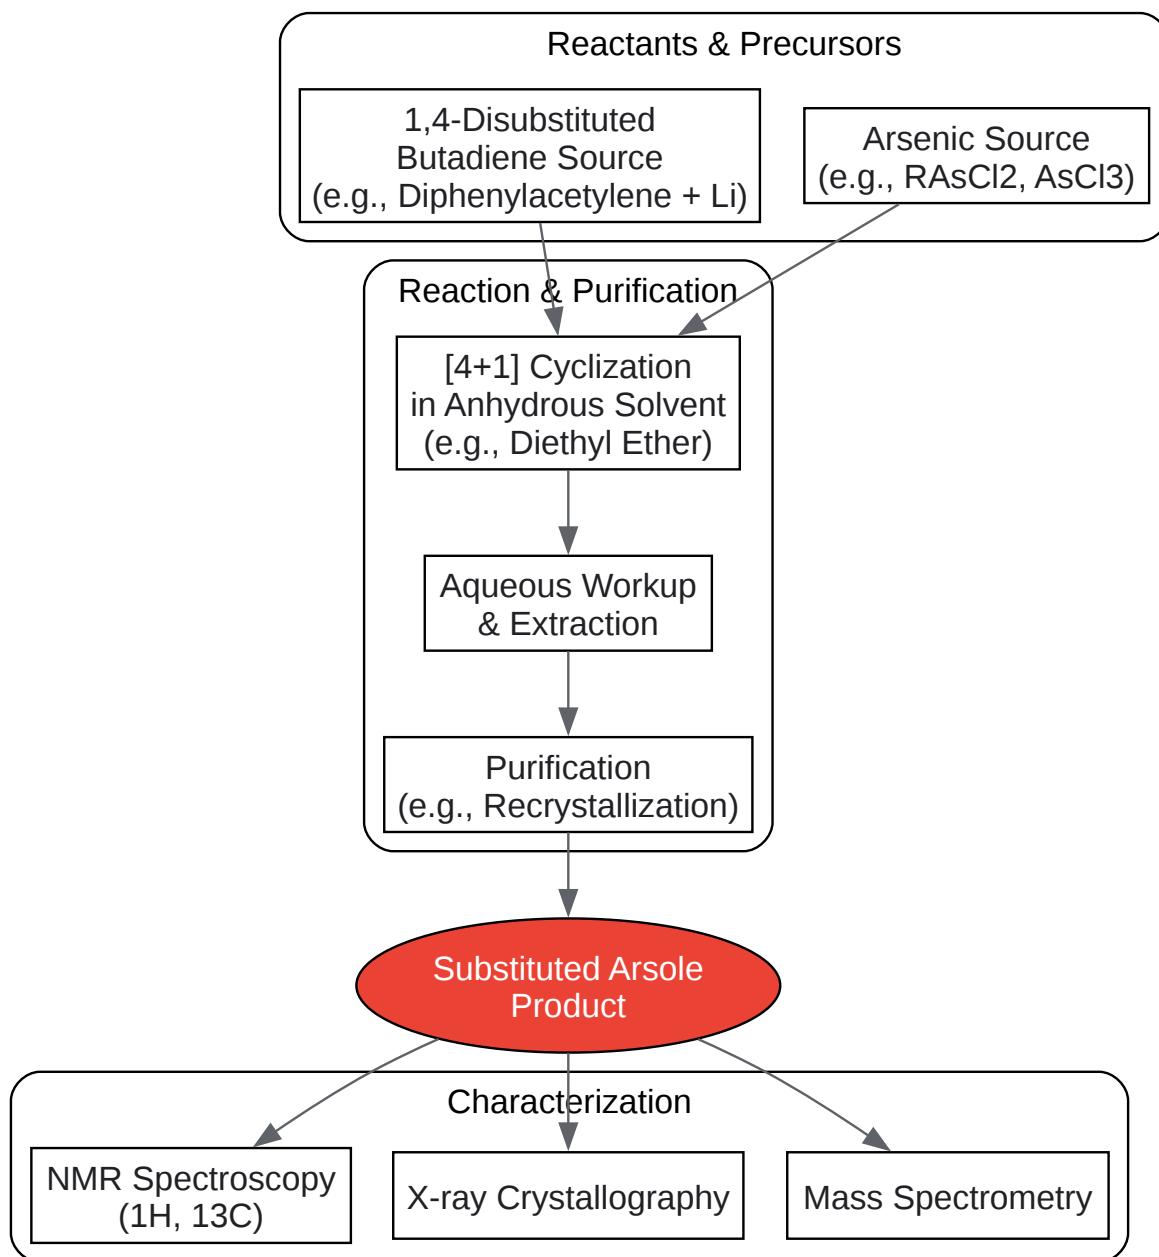 Reactants & Precursors
1,4-Disubstituted
Butadiene Source
(e.g., Diphenylacetylene + Li)
Arsenic Source
(e.g., RAsCl2, AsCl3)
Reaction & Purification
[4+1] Cyclization
in Anhydrous Solvent
(e.g., Diethyl Ether)
Aqueous Workup
& Extraction
Purification
(e.g., Recrystallization)
Substituted Arsole
Product
Characterization
NMR Spectroscopy
(1H, 13C)
X-ray Crystallography
Mass Spectrometry